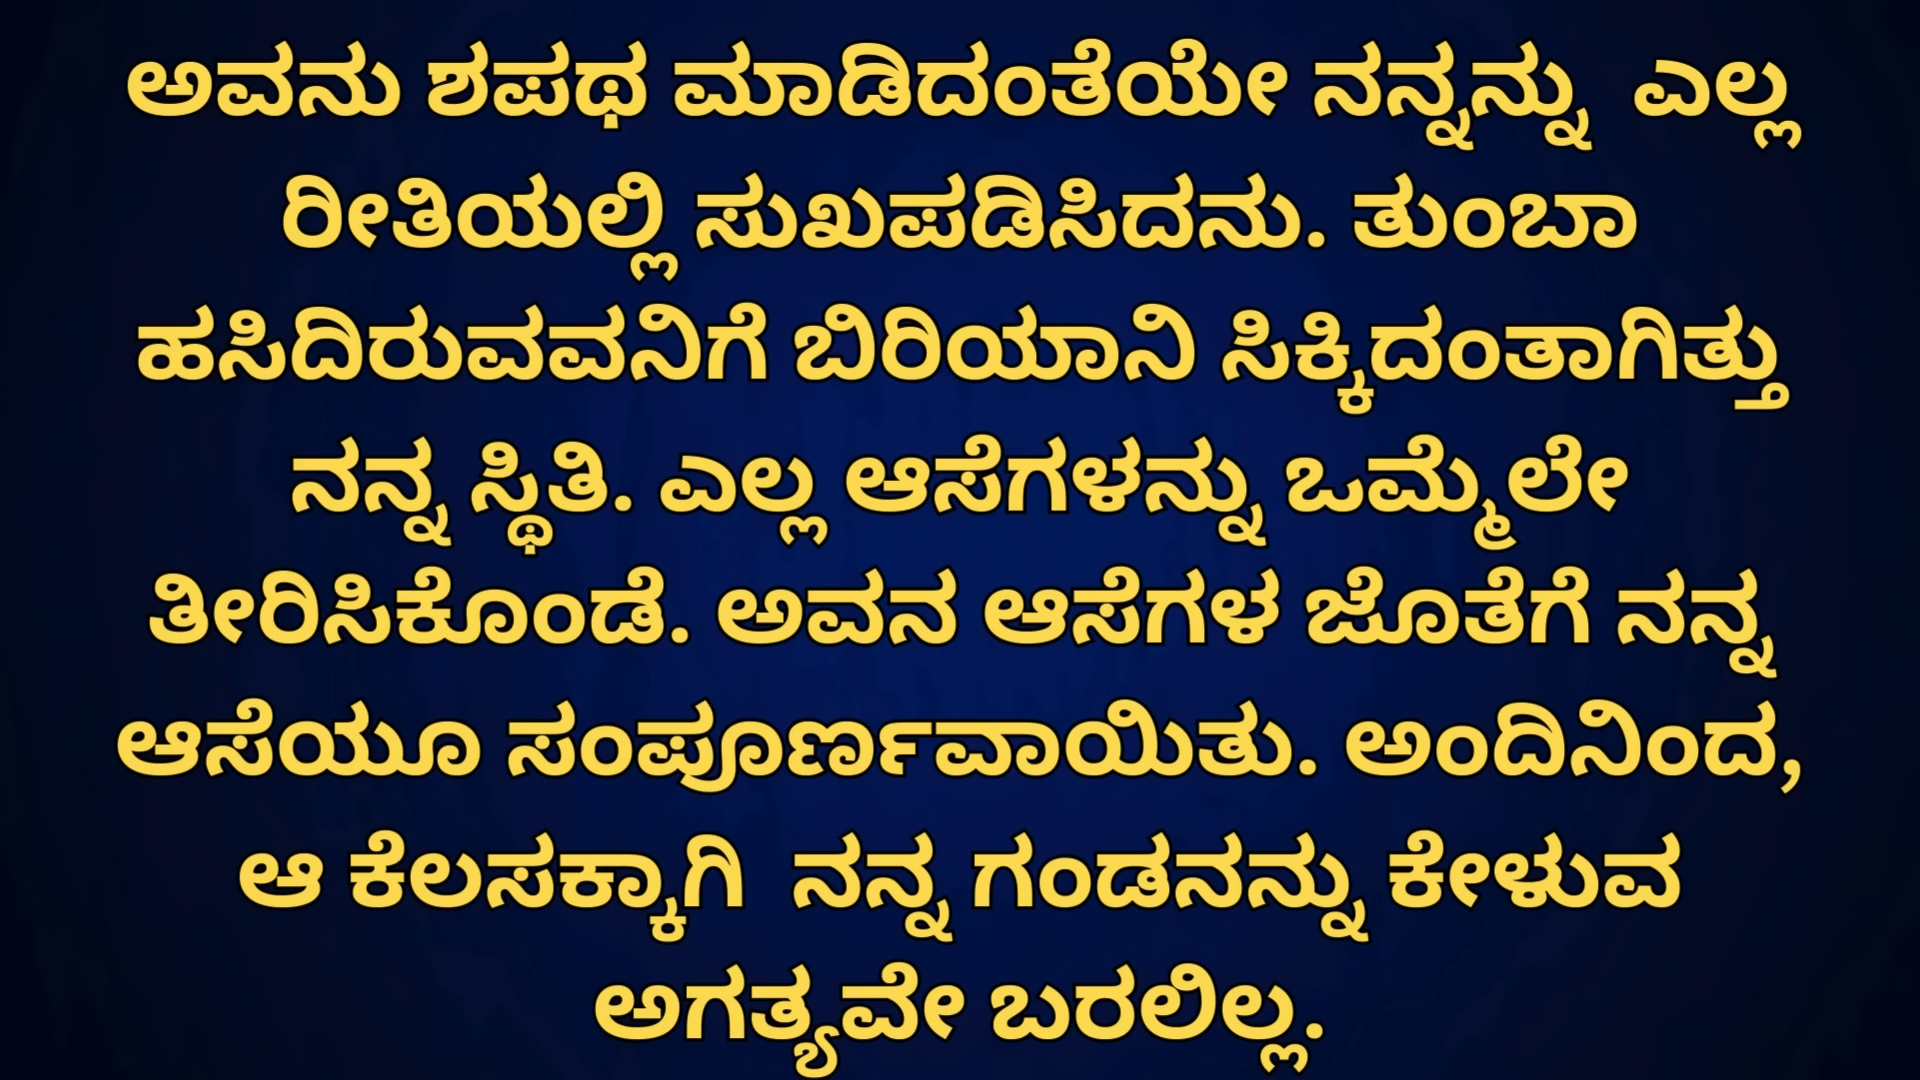 ಅವನು ಶಪಥ ಮಾಡಿದಂತೆಯೇ ನನ್ನನ್ನು ಎಲ್ಲ
ರೀತಿಯಲ್ಲಿ ಸುಖಪಡಿಸಿದನು. ತುಂಬಾ
ಹಸಿದಿರುವವನಿಗೆ ಬಿರಿಯಾನಿ ಸಿಕ್ಕಿದಂತಾಗಿತ್ತು
ನನ್ನ ಸ್ಥಿತಿ. ಎಲ್ಲ ಆಸೆಗಳನ್ನು ಒಮ್ಮೆಲೇ
ತೀರಿಸಿಕೊಂಡೆ. ಅವನ ಆಸೆಗಳ ಜೊತೆಗೆ ನನ್ನ
ಆಸೆಯೂ ಸಂಪೂರ್ಣವಾಯಿತು. ಅಂದಿನಿಂದ,
ಆ ಕೆಲಸಕ್ಕಾಗಿ ನನ್ನ ಗಂಡನನ್ನು ಕೇಳುವ
ಅಗತ್ಯವೇ ಬರಲಿಲ್ಲ.